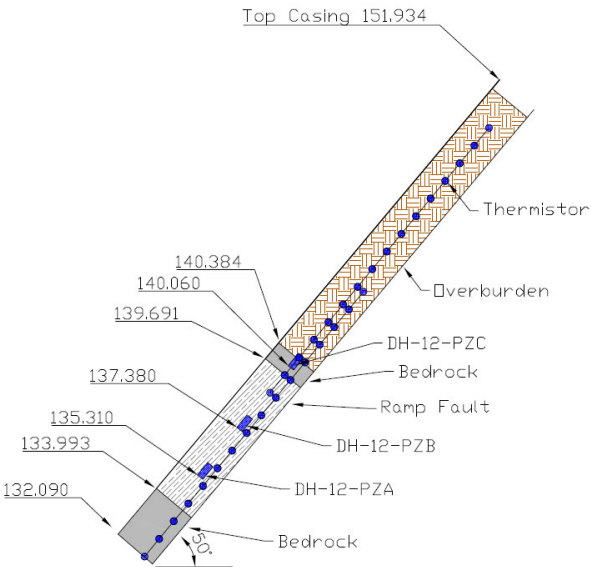 Top Casing 151.934
Thermistor
140.384
140.060
Overburden
139.691
DH-12-PZC
Bedrock
137.380
Ramp Fault
135.310
DH-12-PZB
133.993
132.090
DH-12-PZA
Bedrock
50°